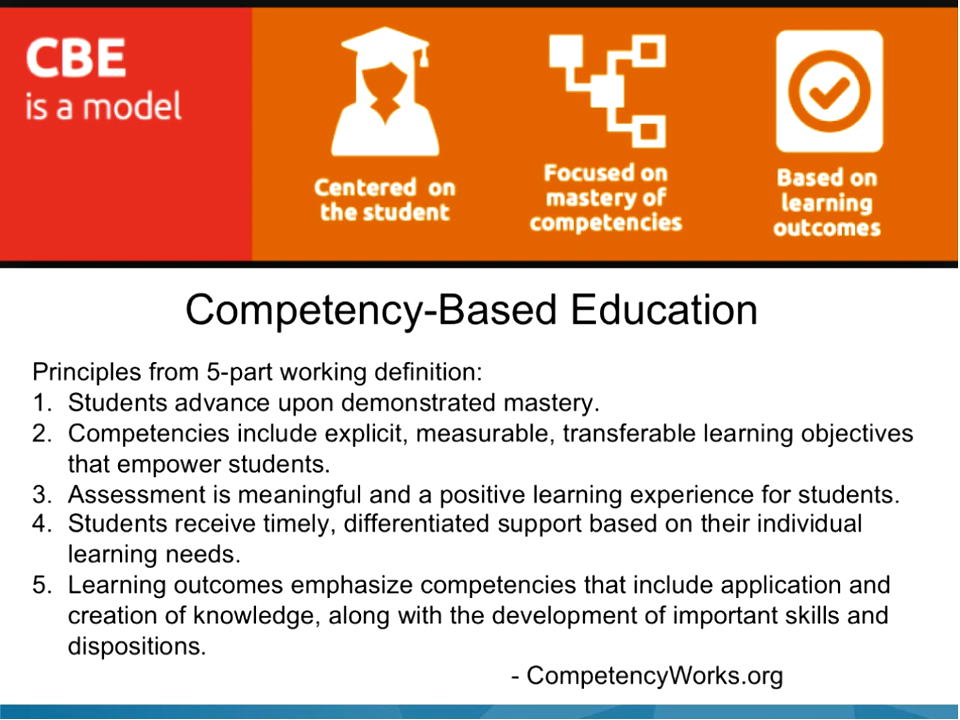 CBE
is a model
Centered on
the student
Focused on
mastery of
competencies
Based on
learning
outcomes
Competency-Based Education
Principles from 5-part working definition:
1. Students advance upon demonstrated mastery.
2. Competencies include explicit, measurable, transferable learning objectives
that empower students.
3. Assessment is meaningful and a positive learning experience for students.
4. Students receive timely, differentiated support based on their individual
learning needs.
5. Learning outcomes emphasize competencies that include application and
creation of knowledge, along with the development of important skills and
dispositions.
- CompetencyWorks.org